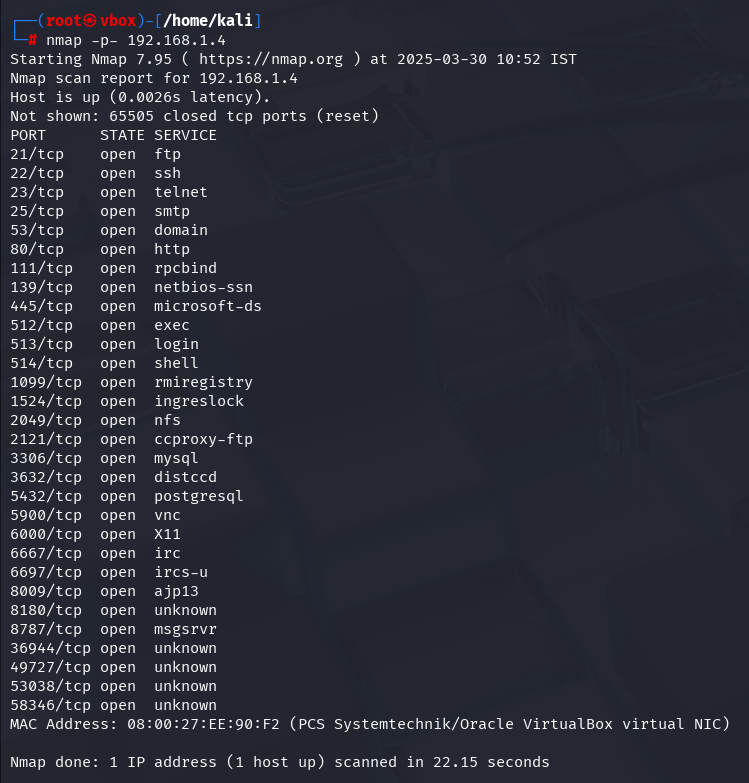 ┌──(root㉿vbox)-[/home/kali]
└─# nmap -p- 192.168.1.4
Starting Nmap 7.95 ( https://nmap.org ) at 2025-03-30 10:52 IST
Nmap scan report for 192.168.1.4
Host is up (0.0026s latency).
Not shown: 65505 closed tcp ports (reset)
PORT      STATE SERVICE
21/tcp    open  ftp
22/tcp    open  ssh
23/tcp    open  telnet
25/tcp    open  smtp
53/tcp    open  domain
80/tcp    open  http
111/tcp   open  rpcbind
139/tcp   open  netbios-ssn
445/tcp   open  microsoft-ds
512/tcp   open  exec
513/tcp   open  login
514/tcp   open  shell
1099/tcp  open  rmiregistry
1524/tcp  open  ingreslock
2049/tcp  open  nfs
2121/tcp  open  ccproxy-ftp
3306/tcp  open  mysql
3632/tcp  open  distccd
5432/tcp  open  postgresql
5900/tcp  open  vnc
6000/tcp  open  X11
6667/tcp  open  irc
6697/tcp  open  ircs-u
8009/tcp  open  ajp13
8180/tcp  open  unknown
8787/tcp  open  msgsrvr
36944/tcp open  unknown
49727/tcp open  unknown
53038/tcp open  unknown
58346/tcp open  unknown
MAC Address: 08:00:27:EE:90:F2 (PCS Systemtechnik/Oracle VirtualBox virtual NIC)
Nmap done: 1 IP address (1 host up) scanned in 22.15 seconds